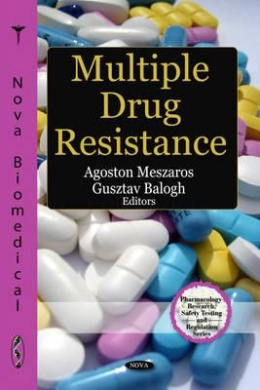 Nova Biomedical
Multiple
Drug
Resistance
Agoston Meszaros
Gusztav Balogh
Editors
Pharmacology -
Research,
Safety Testing
and
Regulation
Series
NOVA